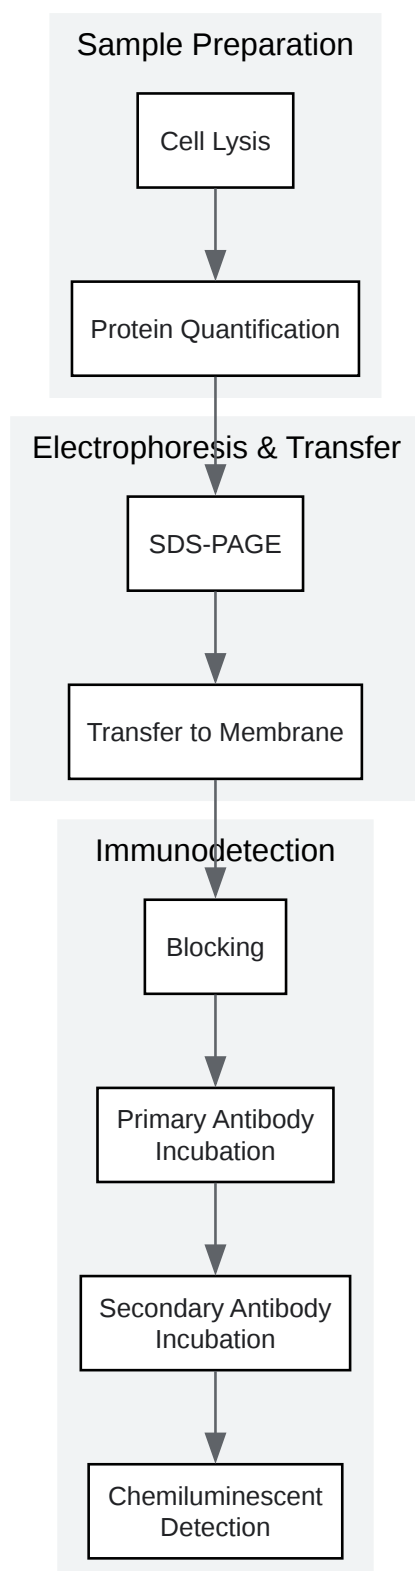 Sample Preparation
Cell Lysis
Protein Quantification
Electrophoresis & Transfer
SDS-PAGE
Transfer to Membrane
Immunodetection
Blocking
Primary Antibody
Incubation
Secondary Antibody
Incubation
Chemiluminescent
Detection